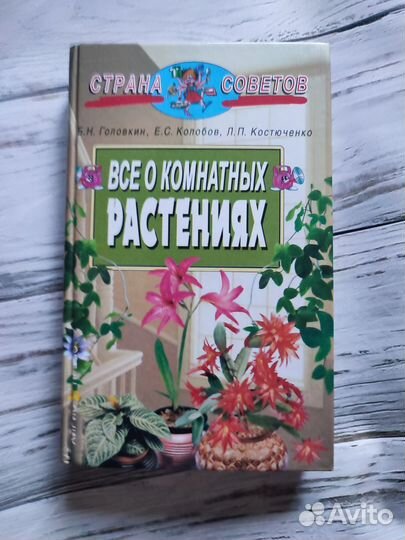 СТРАНА СОВЕТОВ
Б.Н. Головкин, Е.С. Колобов, Л.П. Костюченко
ВСЕ О КОМНАТНЫХ
РАСТЕНИЯХ
Avito